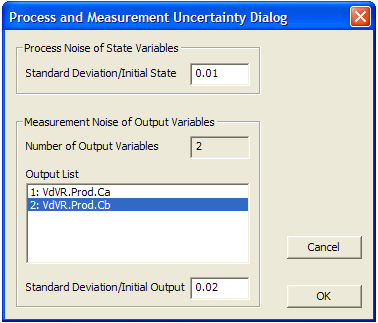 Process and Measurement Uncertainty Dialog
Process Noise of State Variables
Standard Deviation/Initial State 0.01
Measurement Noise of Output Variables
Number of Output Variables 2
Output List
1: VdVR.Prod.Ca
2: VdVR.Prod.Cb
Standard Deviation/Initial Output 0.02
Cancel
OK